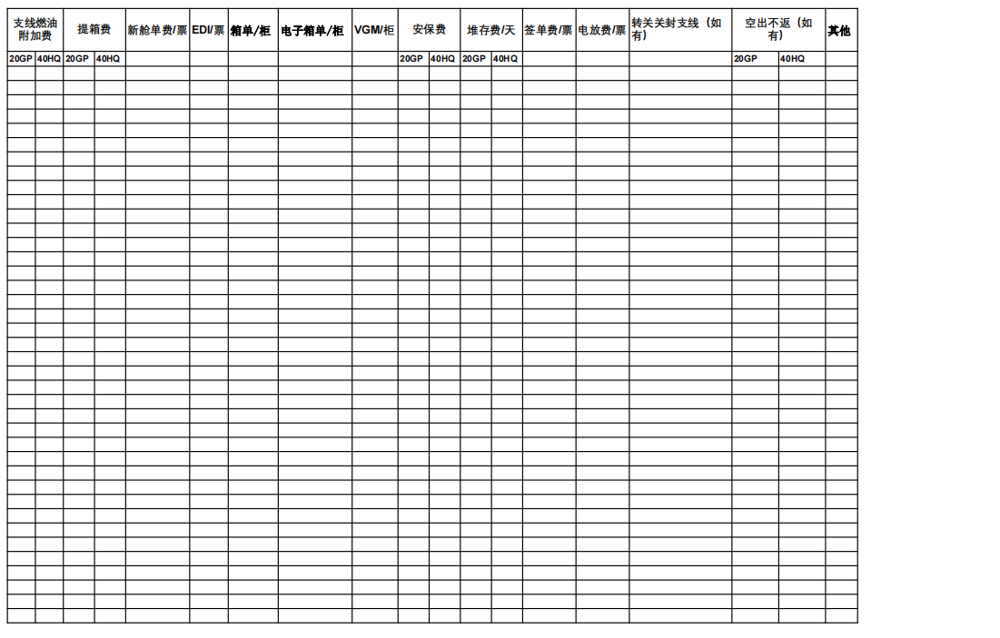 支线燃油
附加费
提箱费
新舱单费/票
EDI/票
箱单/柜
电子箱单/柜
VGM/柜
安保费
堆存费/天
签单费/票
电放费/票
转关关封支线（如
有）
空出不返（如
有）
其他
20GP 40HQ 20GP 40HQ 20GP 40HQ 20GP 40HQ 20GP 40HQ